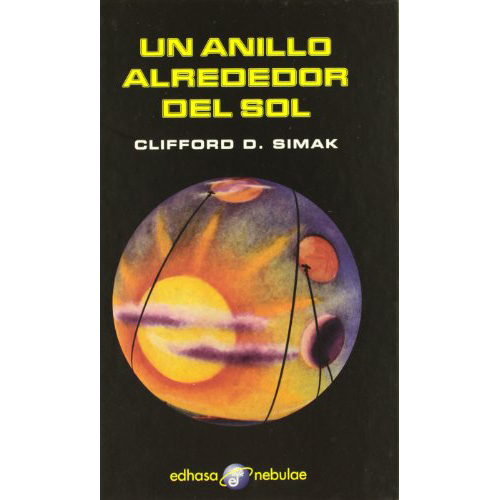 UN ANILLO
ALREDEDOR
DEL SOL
CLIFFORD D. SIMAK
edhasa e nebulae